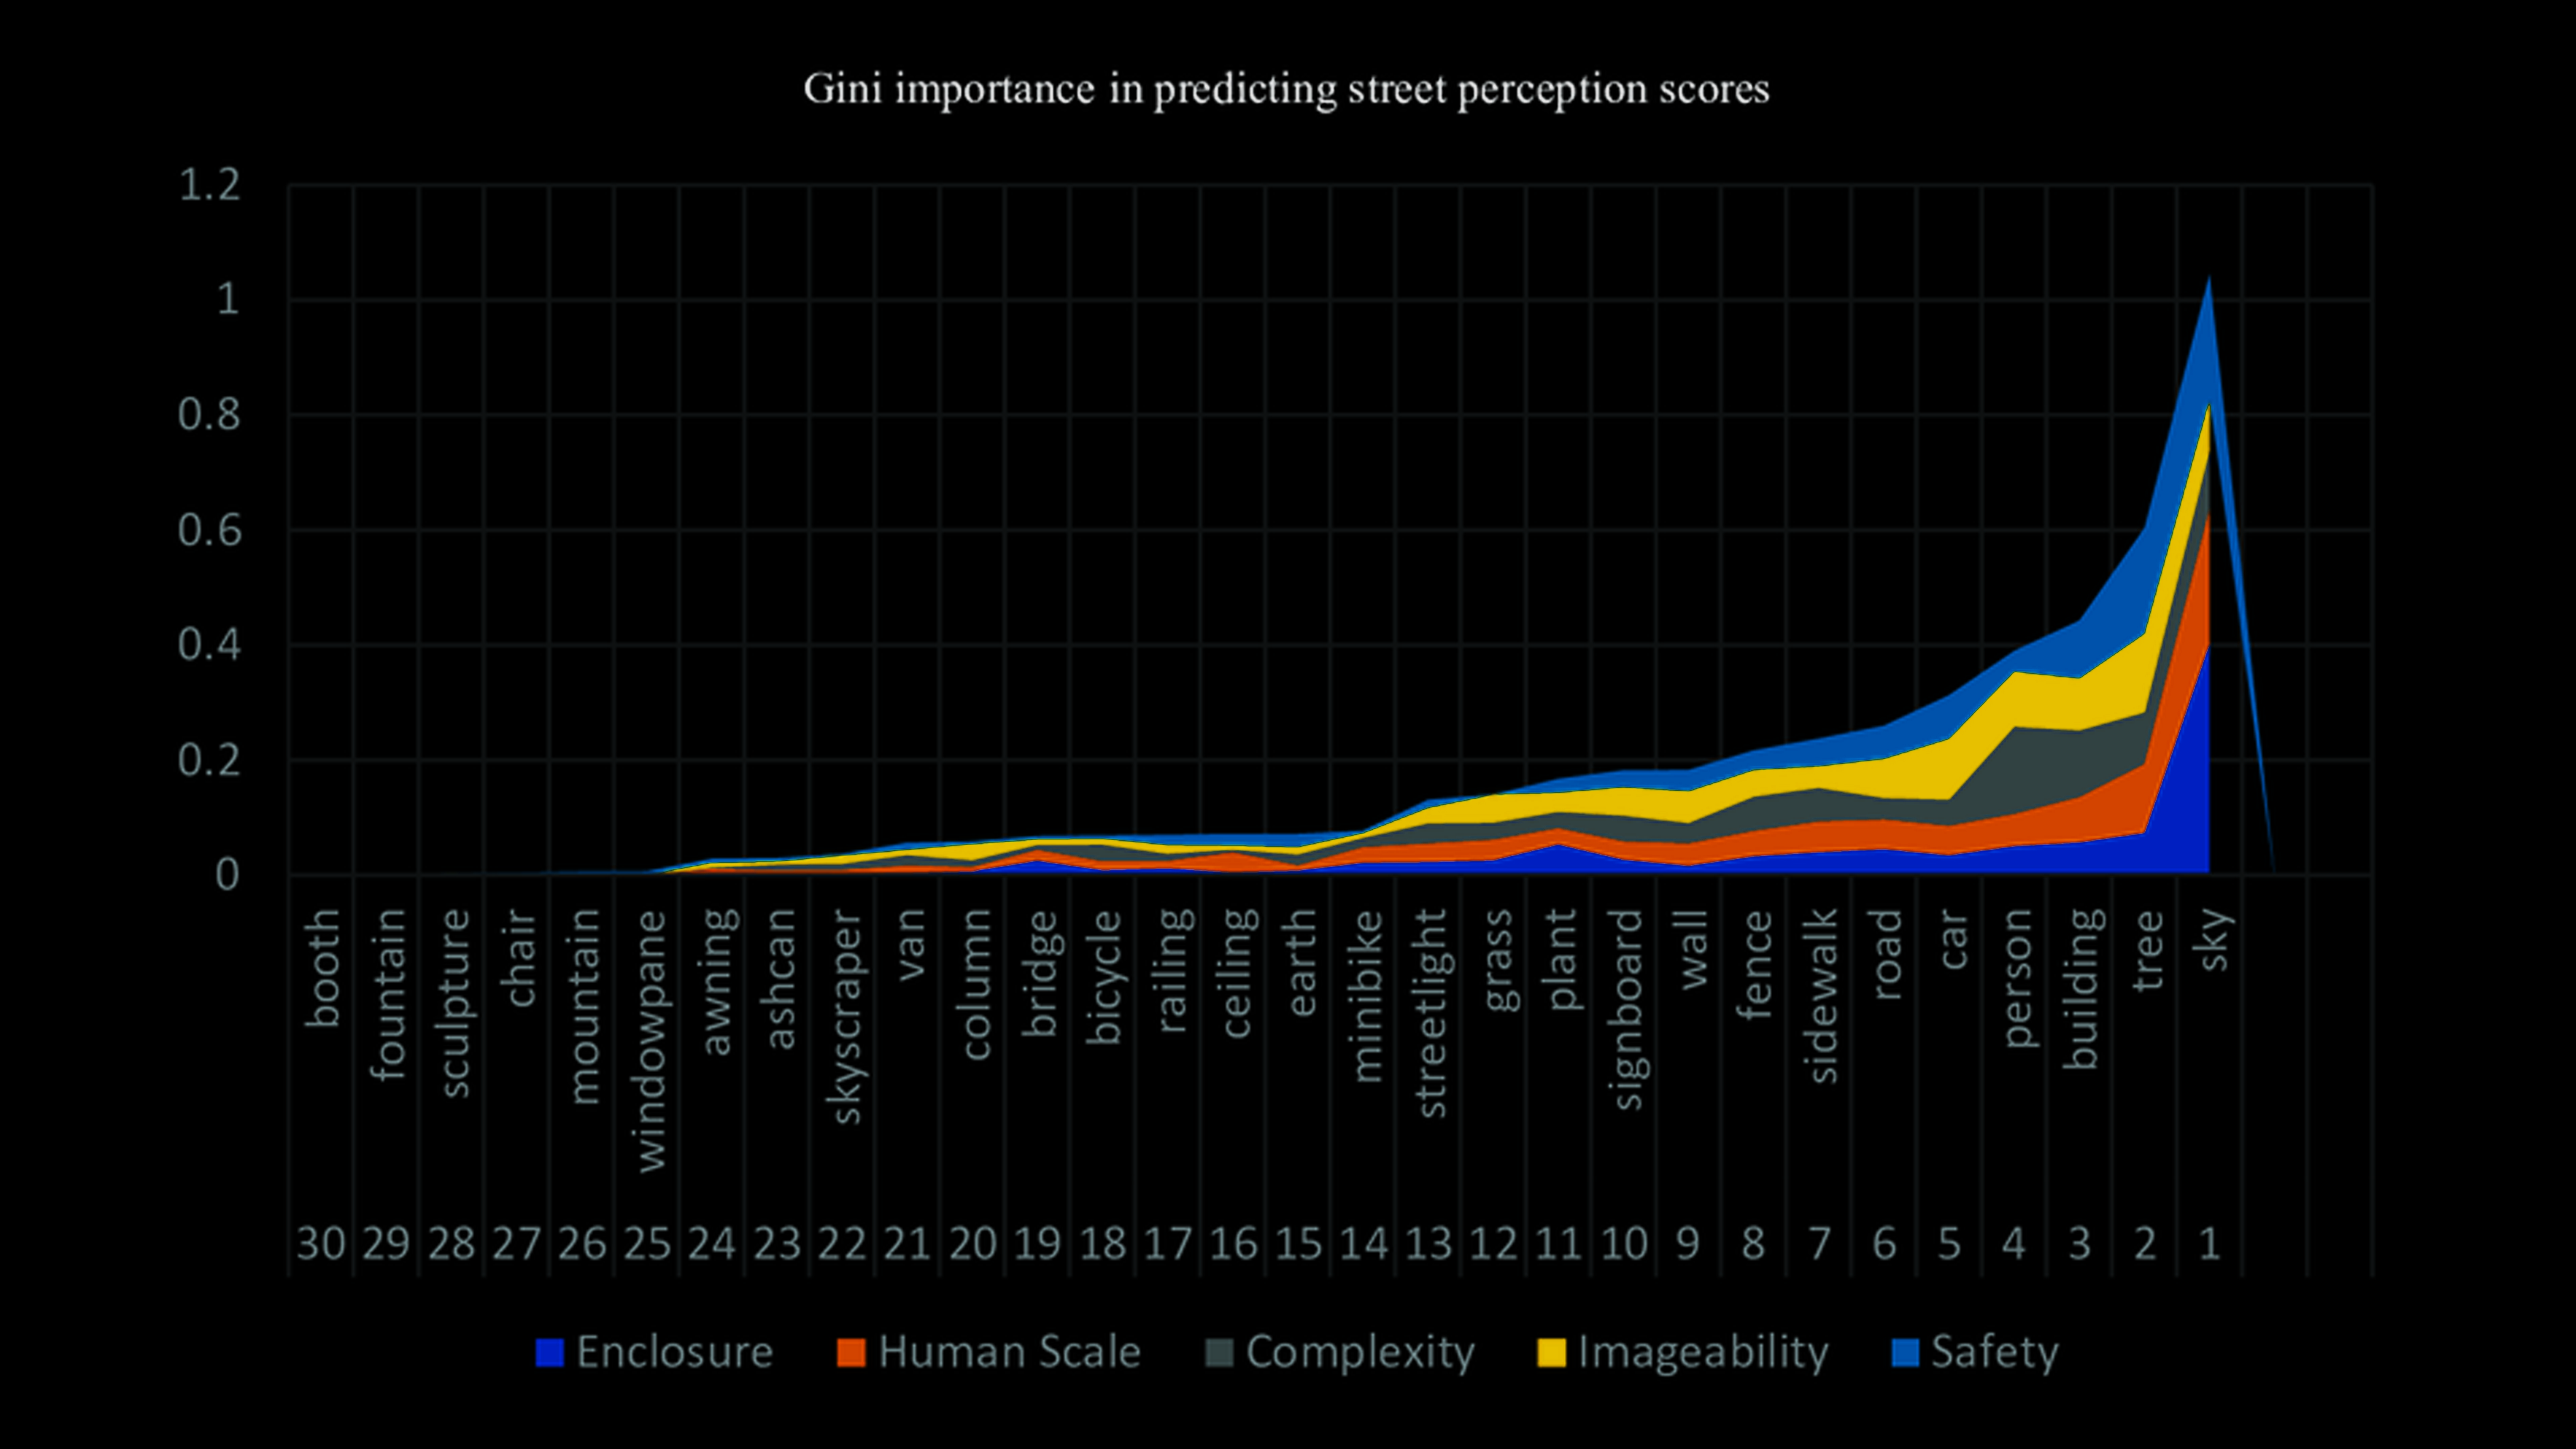 Gini importance in predicting street perception scores
1.2
1
0.8
0.6
0.4
0.2
0
booth fountain sculpture chair mountain windowpane awning ashcan skyscraper van column bridge bicycle railing ceiling earth minibike streetlight grass plant signboard wall fence sidewalk road car person building tree sky
30 29 28 27 26 25 24 23 22 21 20 19 18 17 16 15 14 13 12 11 10 9 8 7 6 5 4 3 2 1
Enclosure Human Scale Complexity Imageability Safety